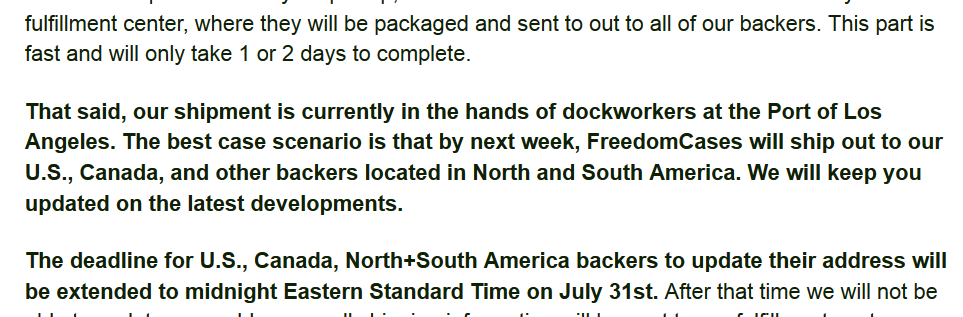 fulfillment center, where they will be packaged and sent to out to all of our backers. This part is
fast and will only take 1 or 2 days to complete.
That said, our shipment is currently in the hands of dockworkers at the Port of Los
Angeles. The best case scenario is that by next week, FreedomCases will ship out to our
U.S., Canada, and other backers located in North and South America. We will keep you
updated on the latest developments.
The deadline for U.S., Canada, North+South America backers to update their address will
be extended to midnight Eastern Standard Time on July 31st. After that time we will not be